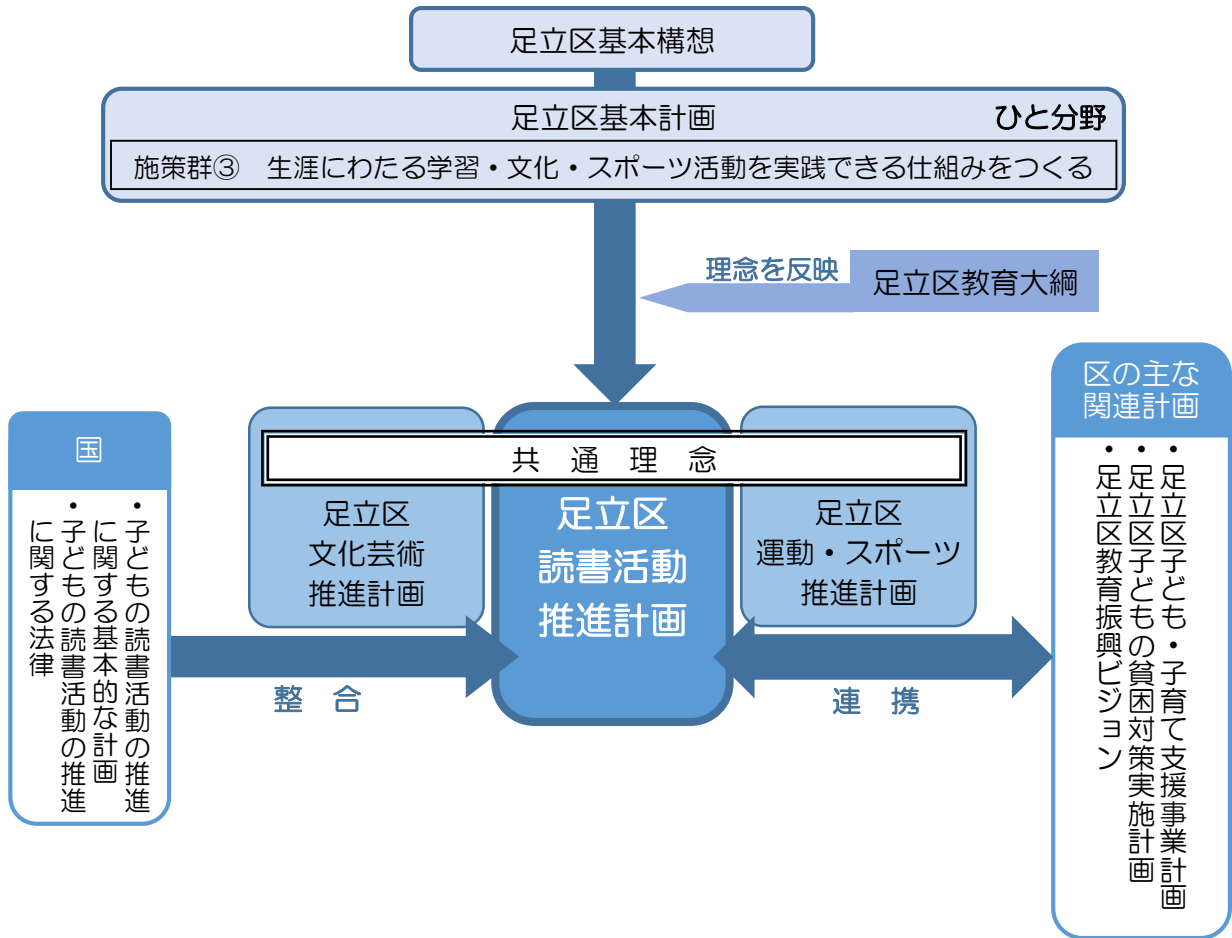 足立区基本構想
足立区基本計画 ひと分野
施策群③ 生涯にわたる学習・文化・スポーツ活動を実践できる仕組みをつくる
理念を反映
足立区教育大綱
国
・子どもの読書活動の推進
に関する基本的な計画
・子どもの読書活動の推進
に関する法律
共通理念
足立区
文化芸術
推進計画
足立区
読書活動
推進計画
足立区
運動・スポーツ
推進計画
整合
連携
区の主な
関連計画
・足立区子ども・子育て支援事業計画
・足立区子どもの貧困対策実施計画
・足立区教育振興ビジョン